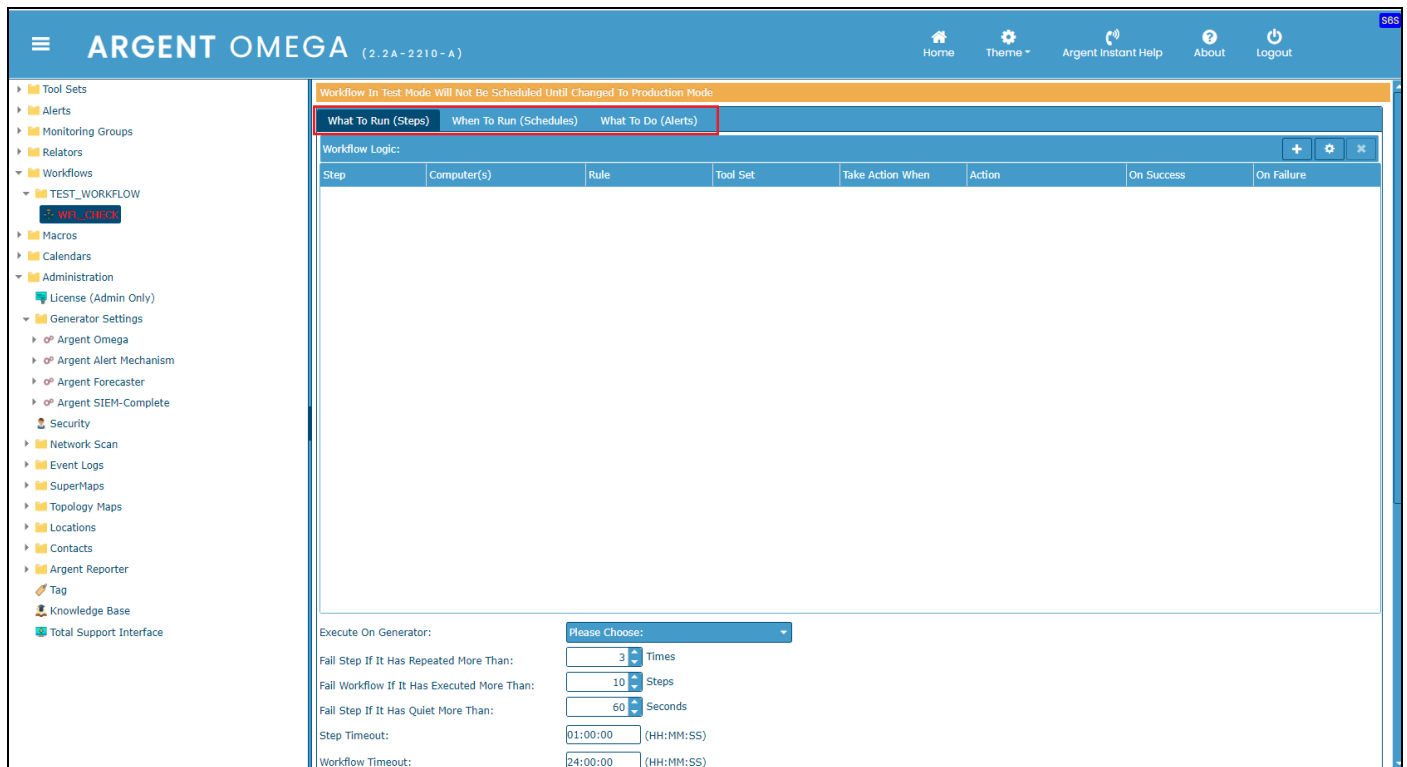 S6S
ARGENT OMEGA (2.2A-2210-A)
Home
Theme
Argent Instant Help
About
Logout
Tool Sets
Alerts
Monitoring Groups
Relators
Workflows
TEST_WORKFLOW
WFL_CHECK
Macros
Calendars
Administration
License (Admin Only)
Generator Settings
Argent Omega
Argent Alert Mechanism
Argent Forecaster
Argent SIEM-Complete
Security
Network Scan
Event Logs
SuperMaps
Topology Maps
Locations
Contacts
Argent Reporter
Tag
Knowledge Base
Total Support Interface
Workflow In Test Mode Will Not Be Scheduled Until Changed To Production Mode
What To Run (Steps) When To Run (Schedules) What To Do (Alerts)
Workflow Logic:
Step Computer(s) Rule Tool Set Take Action When Action On Success On Failure
Execute On Generator: Please Choose:
Fail Step If It Has Repeated More Than: 3 Times
Fail Workflow If It Has Executed More Than: 10 Steps
Fail Step If It Has Quiet More Than: 60 Seconds
Step Timeout: 01:00:00 (HH:MM:SS)
Workflow Timeout: 24:00:00 (HH:MM:SS)